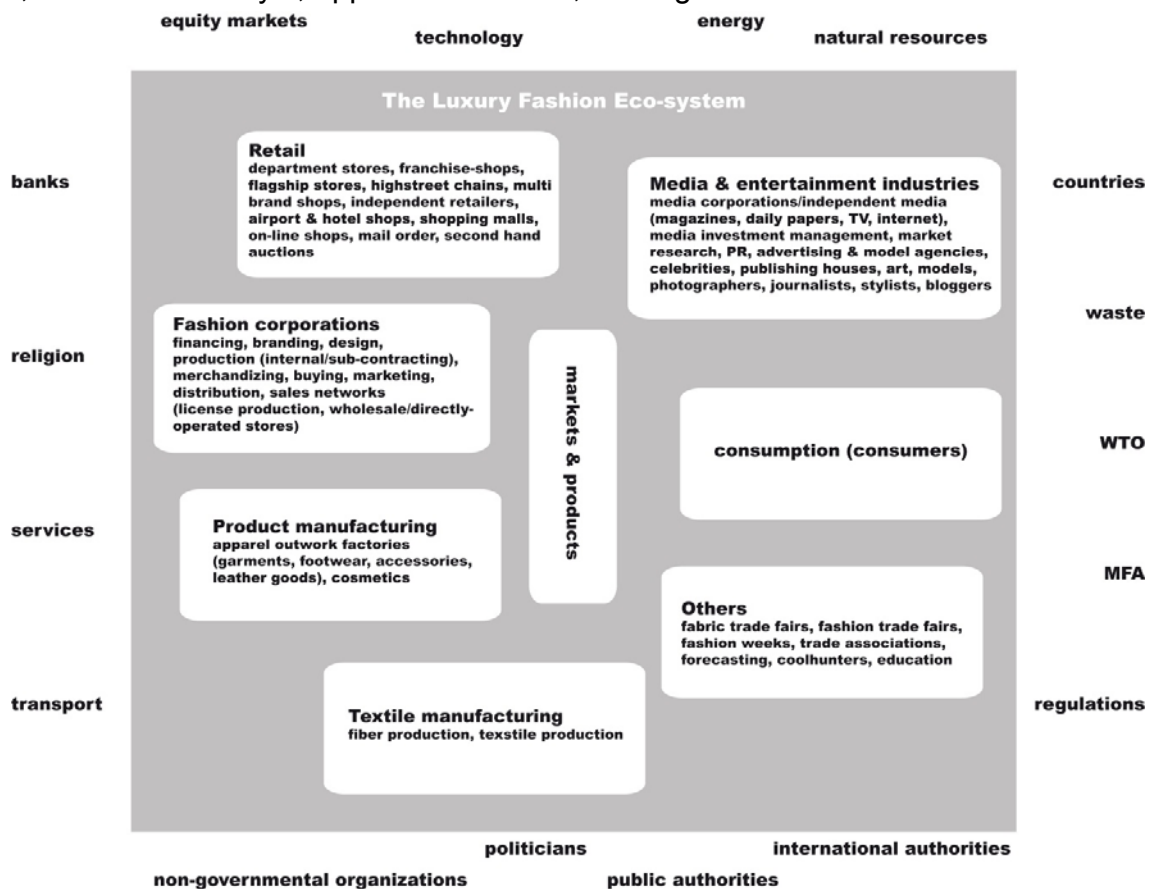 equity markets
technology
energy
natural resources
The Luxury Fashion Eco-system
Retail
department stores, franchise-shops,
flagship stores, highstreet chains, multi
brand shops, independent retailers,
airport & hotel shops, shopping malls,
on-line shops, mail order, second hand
auctions
Media & entertainment industries
media corporations/independent media
(magazines, daily papers, TV, internet),
media investment management, market
research, PR, advertising & model agencies,
celebrities, publishing houses, art, models,
photographers, journalists, stylists, bloggers
banks
countries
Fashion corporations
financing, branding, design,
production (internal/sub-contracting),
merchandizing, buying, marketing,
distribution, sales networks
(license production, wholesale/directly-
operated stores)
waste
religion
markets & products
consumption (consumers)
WTO
services
Product manufacturing
apparel outwork factories
(garments, footwear, accessories,
leather goods), cosmetics
MFA
Others
fabric trade fairs, fashion trade fairs,
fashion weeks, trade associations,
forecasting, coolhunters, education
transport
Textile manufacturing
fiber production, texstile production
regulations
politicians
international authorities
non-governmental organizations
public authorities